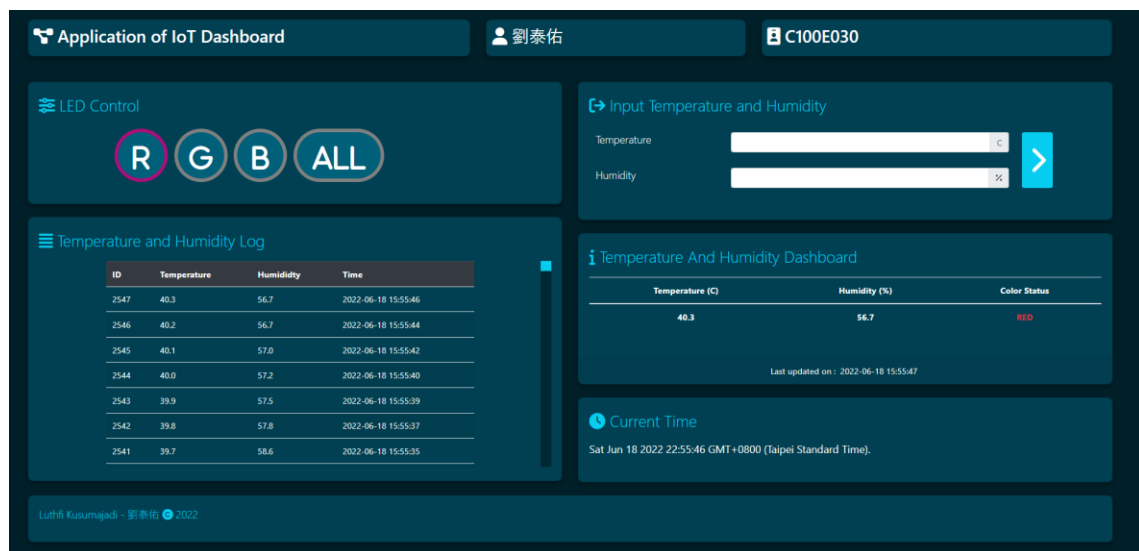 Application of IoT Dashboard
劉泰佑
C100E030
LED Control
R G B ALL
Input Temperature and Humidity
Temperature C
Humidity %
Temperature and Humidity Log
ID Temperature Humididty Time
2547 40.3 56.7 2022-06-18 15:55:46
2546 40.2 56.7 2022-06-18 15:55:44
2545 40.1 57.0 2022-06-18 15:55:42
2544 40.0 57.2 2022-06-18 15:55:40
2543 39.9 57.5 2022-06-18 15:55:39
2542 39.8 57.8 2022-06-18 15:55:37
2541 39.7 58.6 2022-06-18 15:55:35
Temperature And Humidity Dashboard
Temperature (C) Humidity (%) Color Status
40.3 56.7 RED
Last updated on : 2022-06-18 15:55:47
Current Time
Sat Jun 18 2022 22:55:46 GMT+0800 (Taipei Standard Time).
Luthfi Kusumajadi - 劉泰佑 © 2022